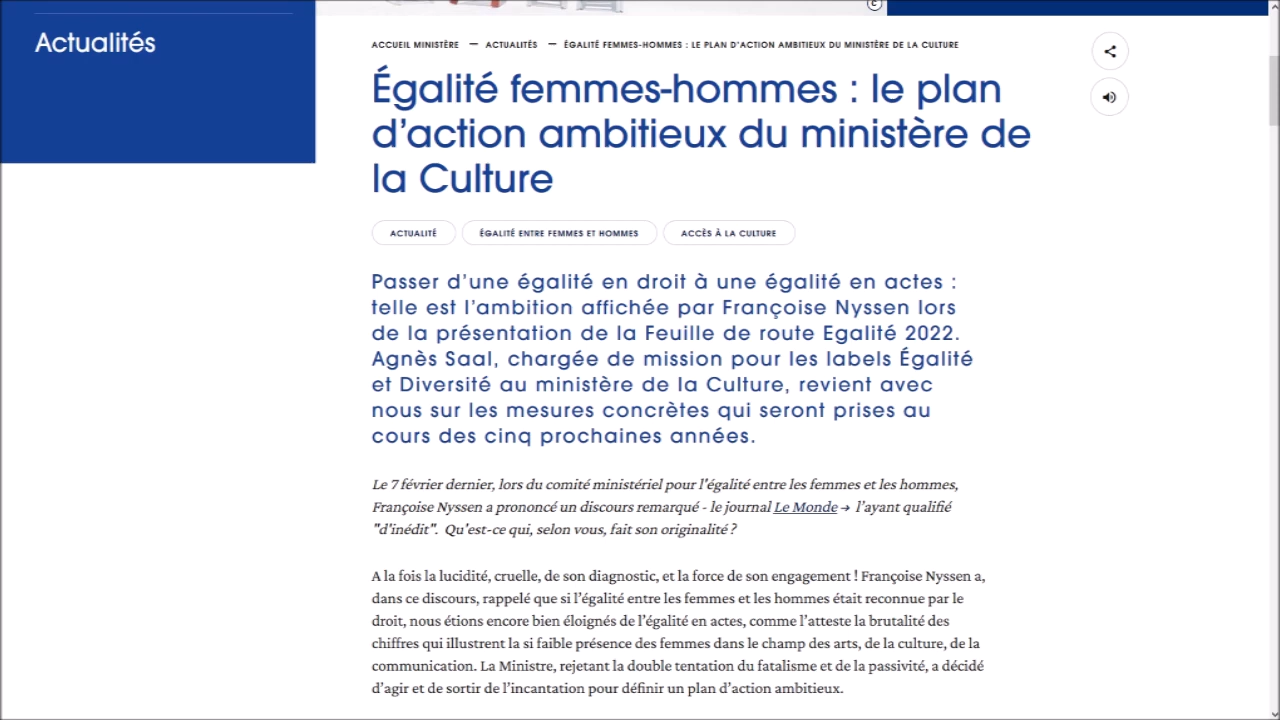 Actualités
©
ACCUEIL MINISTÈRE — ACTUALITÉS — ÉGALITÉ FEMMES-HOMMES : LE PLAN D'ACTION AMBITIEUX DU MINISTÈRE DE LA CULTURE
Égalité femmes-hommes : le plan
d’action ambitieux du ministère de
la Culture
ACTUALITÉ
ÉGALITÉ ENTRE FEMMES ET HOMMES
ACCÈS À LA CULTURE
Passer d’une égalité en droit à une égalité en actes :
telle est l’ambition affichée par Françoise Nyssen lors
de la présentation de la Feuille de route Egalité 2022.
Agnès Saal, chargée de mission pour les labels Égalité
et Diversité au ministère de la Culture, revient avec
nous sur les mesures concrètes qui seront prises au
cours des cinq prochaines années.
Le 7 février dernier, lors du comité ministériel pour l'égalité entre les femmes et les hommes,
Françoise Nyssen a prononcé un discours remarqué - le journal Le Monde → l’ayant qualifié
"d'inédit". Qu'est-ce qui, selon vous, fait son originalité ?
A la fois la lucidité, cruelle, de son diagnostic, et la force de son engagement ! Françoise Nyssen a,
dans ce discours, rappelé que si l’égalité entre les femmes et les hommes était reconnue par le
droit, nous étions encore bien éloignés de l’égalité en actes, comme l’atteste la brutalité des
chiffres qui illustrent la si faible présence des femmes dans le champ des arts, de la culture, de la
communication. La Ministre, rejetant la double tentation du fatalisme et de la passivité, a décidé
d’agir et de sortir de l’incantation pour définir un plan d’action ambitieux.